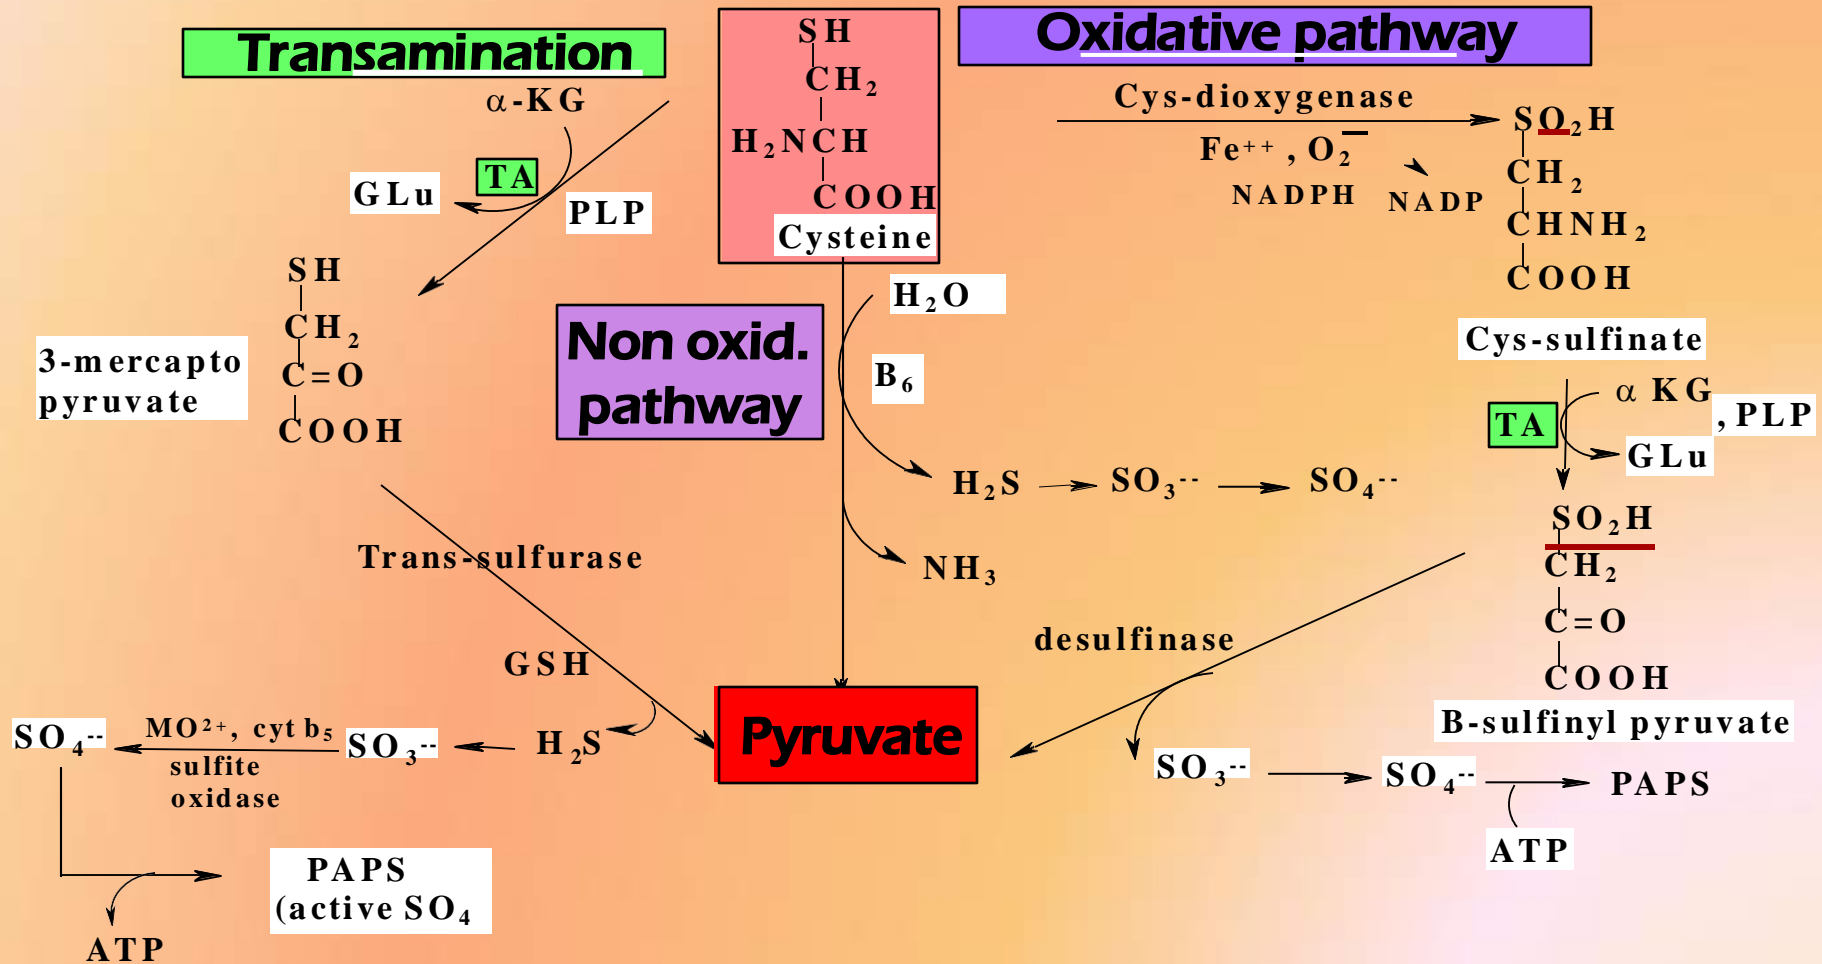 Transamination
Oxidative pathway
SH
CH2
H2NCH
COOH
Cysteine
α-KG
TA
GLu
PLP
SH
CH2
C=O
COOH
3-mercapto
pyruvate
Cys-dioxygenase
Fe++ , O2−
NADPH
NADP
SO2H
CH2
CHNH2
COOH
Cys-sulfinate
Non oxid.
pathway
H2O
B6
H2S
SO3--
SO4--
NH3
α KG
, PLP
TA
GLu
SO2H
CH2
C=O
COOH
B-sulfinyl pyruvate
Trans-sulfurase
GSH
desulfinase
Pyruvate
H2S
SO3--
MO2+, cyt b5
sulfite
oxidase
SO4--
PAPS
(active SO4
ATP
SO3--
SO4--
PAPS
ATP